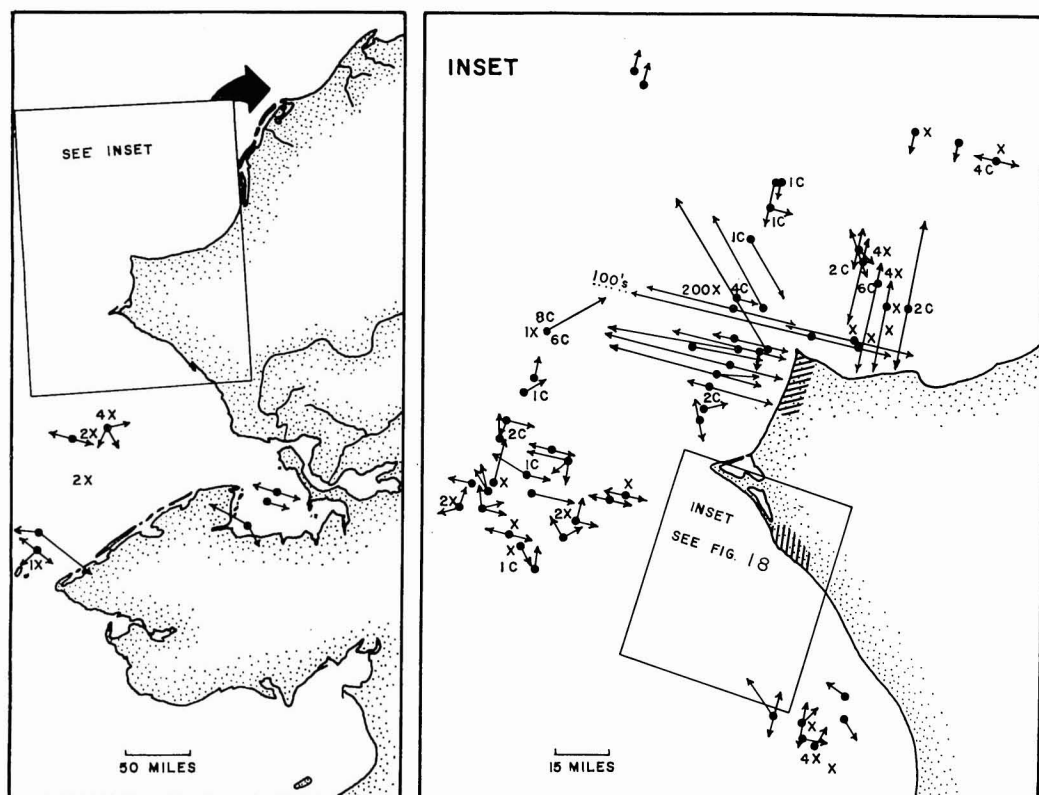 SEE INSET
4X
2X
2X
1X
50 MILES
INSET
X
X
4C
1C
1C
1C
4X
2C
4X
6C
100's
200X
4C
X
2C
8C
1X
6C
X
X
X
1C
2C
2C
1C
X
X
2X
2X
X
X
1C
INSET
SEE FIG. 18
X
4X
X
15 MILES